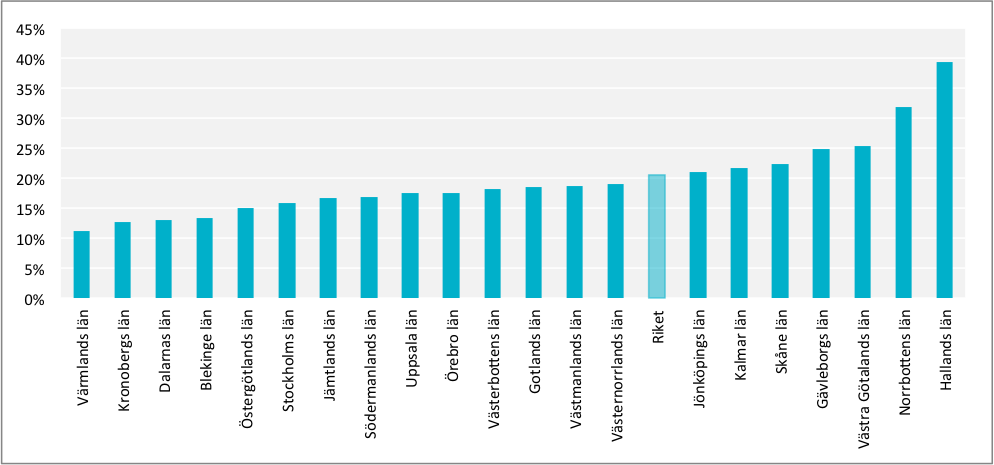 45%
40%
35%
30%
25%
20%
15%
10%
5%
0%
Värmlands län
Kronobergs län
Dalarnas län
Blekinge län
Östergötlands län
Stockholms län
Jämtlands län
Södermanlands län
Uppsala län
Örebro län
Västerbottens län
Gotlands län
Västmanlands län
Västernorrlands län
Riket
Jönköpings län
Kalmar län
Skåne län
Gävleborgs län
Västra Götalands län
Norrbottens län
Hallands län